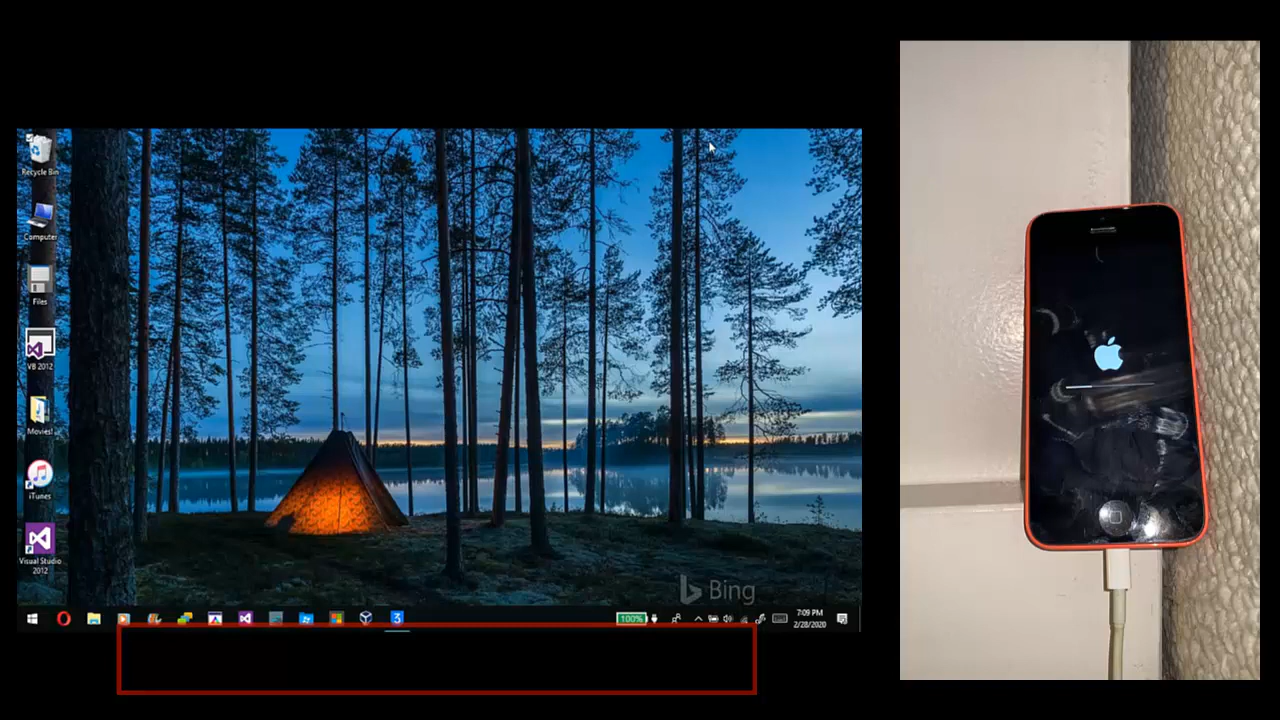 Recycle Bin
Computer
Files
VB 2012
Movies!
iTunes
Visual Studio
2012
Bing
3
100%
7:09 PM
2/28/2020